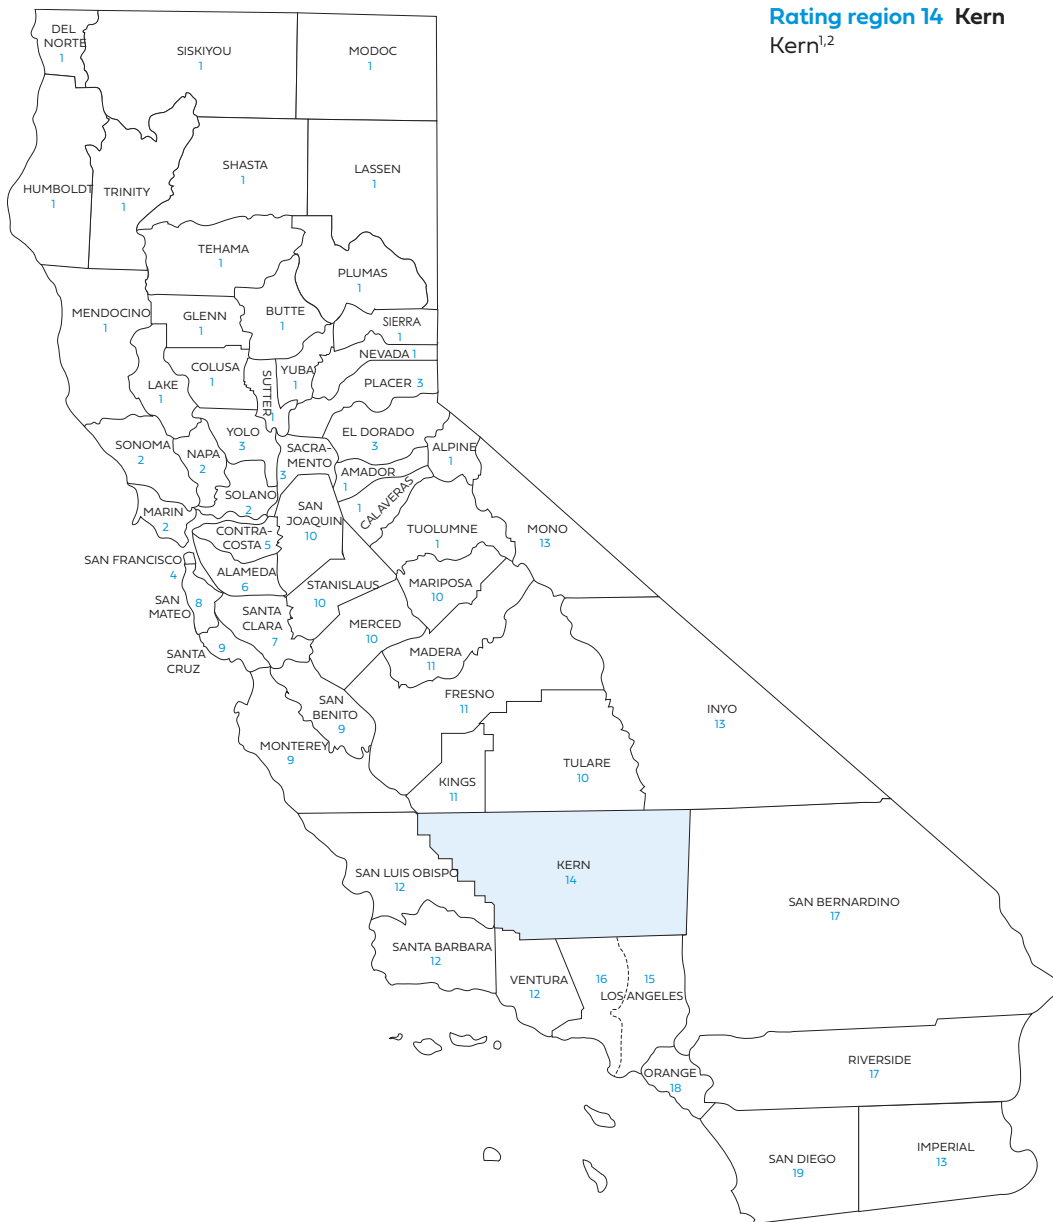 Rating region 14 Kern
Kern1,2
DEL
NORTE
1
SISKIYOU
1
MODOC
1
SHASTA
1
LASSEN
1
HUMBOLDT
1
TRINITY
1
TEHAMA
1
PLUMAS
1
MENDOCINO
1
GLENN
1
BUTTE
1
SIERRA
1
NEVADA 1
COLUSA
1
SUTTER
1
YUBA
1
PLACER 3
LAKE
1
SONOMA
2
NAPA
2
YOLO
3
EL DORADO
3
SACRA-
MENTO
3
ALPINE
1
AMADOR
1
CALAVERAS
1
SOLANO
2
MARIN
2
SAN
JOAQUIN
10
CONTRA-
COSTA 5
TUOLUMNE
1
MONO
13
SAN FRANCISCO
4
ALAMEDA
6
STANISLAUS
10
MARIPOSA
10
SAN
MATEO
8
SANTA
CLARA
7
MERCED
10
SANTA
CRUZ
9
MADERA
11
FRESNO
11
SAN
BENITO
9
INYO
13
MONTEREY
9
KINGS
11
TULARE
10
SAN LUIS OBISPO
12
KERN
14
SAN BERNARDINO
17
SANTA BARBARA
12
VENTURA
12
16
15
LOS ANGELES
RIVERSIDE
17
ORANGE
18
SAN DIEGO
19
IMPERIAL
13